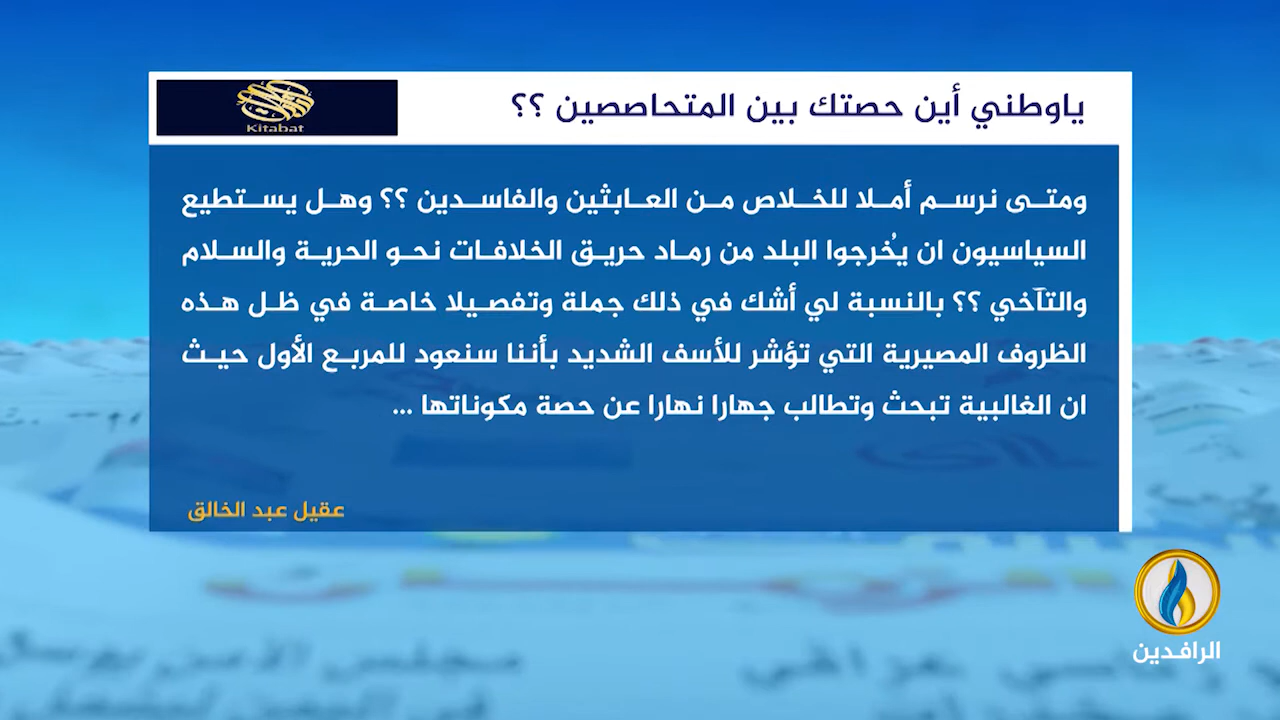 ياوطني أين حصتك بين المتحاصصين ؟؟
Kitabat
ومتى نرسم أملا للخلاص من العابثين والفاسدين ؟؟ وهل يستطيع
السياسيون ان يُخرجوا البلد من رماد حريق الخلافات نحو الحرية والسلام
والتآخي ؟؟ بالنسبة لي أشك في ذلك جملة وتفصيلا خاصة في ظل هذه
الظروف المصيرية التي تؤشر للأسف الشديد بأننا سنعود للمربع الأول حيث
ان الغالبية تبحث وتطالب جهارا نهارا عن حصة مكوناتها ...
عقيل عبد الخالق
الرافدين
مجلس الأمن